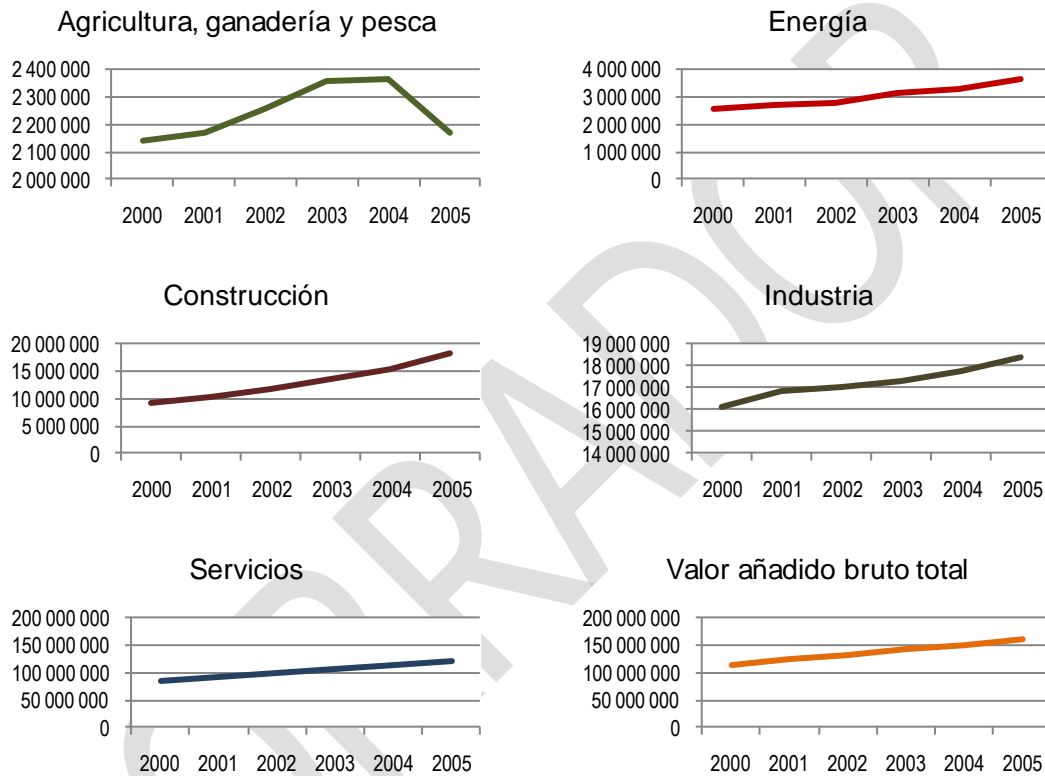 Agricultura, ganadería y pesca
2 400 000
2 300 000
2 200 000
2 100 000
2 000 000
2000 2001 2002 2003 2004 2005
Energía
4 000 000
3 000 000
2 000 000
1 000 000
0
2000 2001 2002 2003 2004 2005
Construcción
20 000 000
15 000 000
10 000 000
5 000 000
0
2000 2001 2002 2003 2004 2005
Industria
19 000 000
18 000 000
17 000 000
16 000 000
15 000 000
14 000 000
2000 2001 2002 2003 2004 2005
Servicios
200 000 000
150 000 000
100 000 000
50 000 000
0
2000 2001 2002 2003 2004 2005
Valor añadido bruto total
200 000 000
150 000 000
100 000 000
50 000 000
0
2000 2001 2002 2003 2004 2005